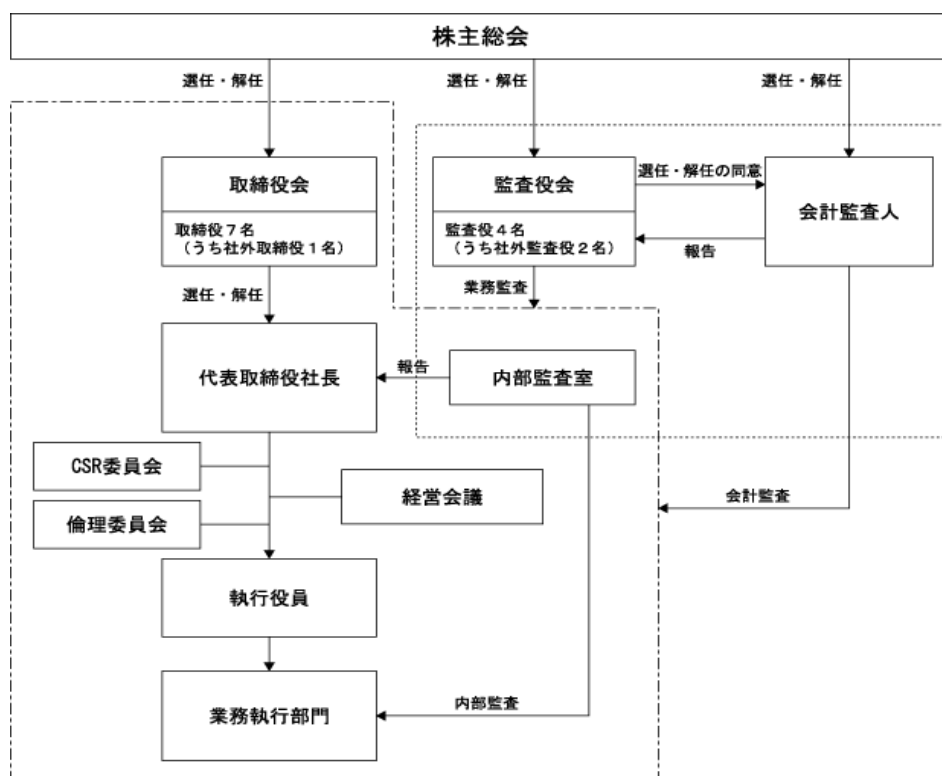 株主総会
選任・解任
選任・解任
選任・解任
取締役会
取締役７名
（うち社外取締役１名）
監査役会
監査役４名
（うち社外監査役２名）
選任・解任の同意
会計監査人
報告
選任・解任
業務監査
代表取締役社長
報告
内部監査室
CSR委員会
経営会議
会計監査
倫理委員会
執行役員
業務執行部門
内部監査